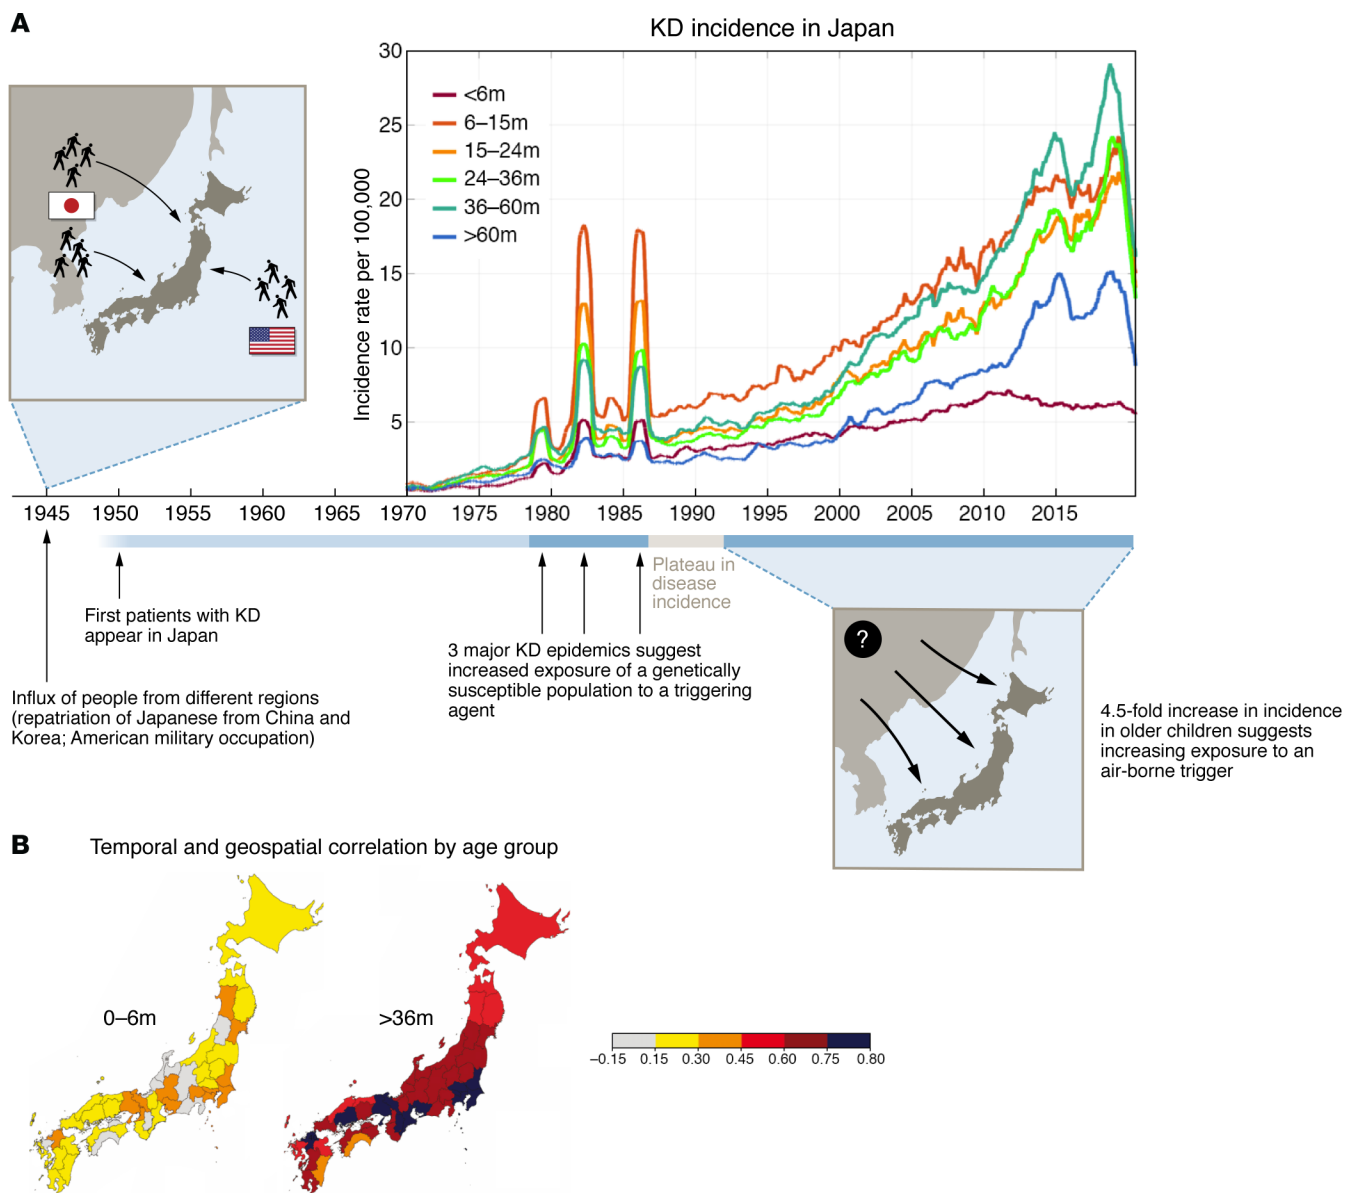 A
KD incidence in Japan
30
25
20
15
10
5
Incidence rate per 100,000
<6m
6–15m
15–24m
24–36m
36–60m
>60m
1945
1950
1955
1960
1965
1970
1975
1980
1985
1990
1995
2000
2005
2010
2015
Plateau in
disease
incidence
First patients with KD
appear in Japan
3 major KD epidemics suggest
increased exposure of a genetically
susceptible population to a triggering
agent
Influx of people from different regions
(repatriation of Japanese from China and
Korea; American military occupation)
?
4.5-fold increase in incidence
in older children suggests
increasing exposure to an
air-borne trigger
B
Temporal and geospatial correlation by age group
0–6m
>36m
–0.15
0.15
0.30
0.45
0.60
0.75
0.80